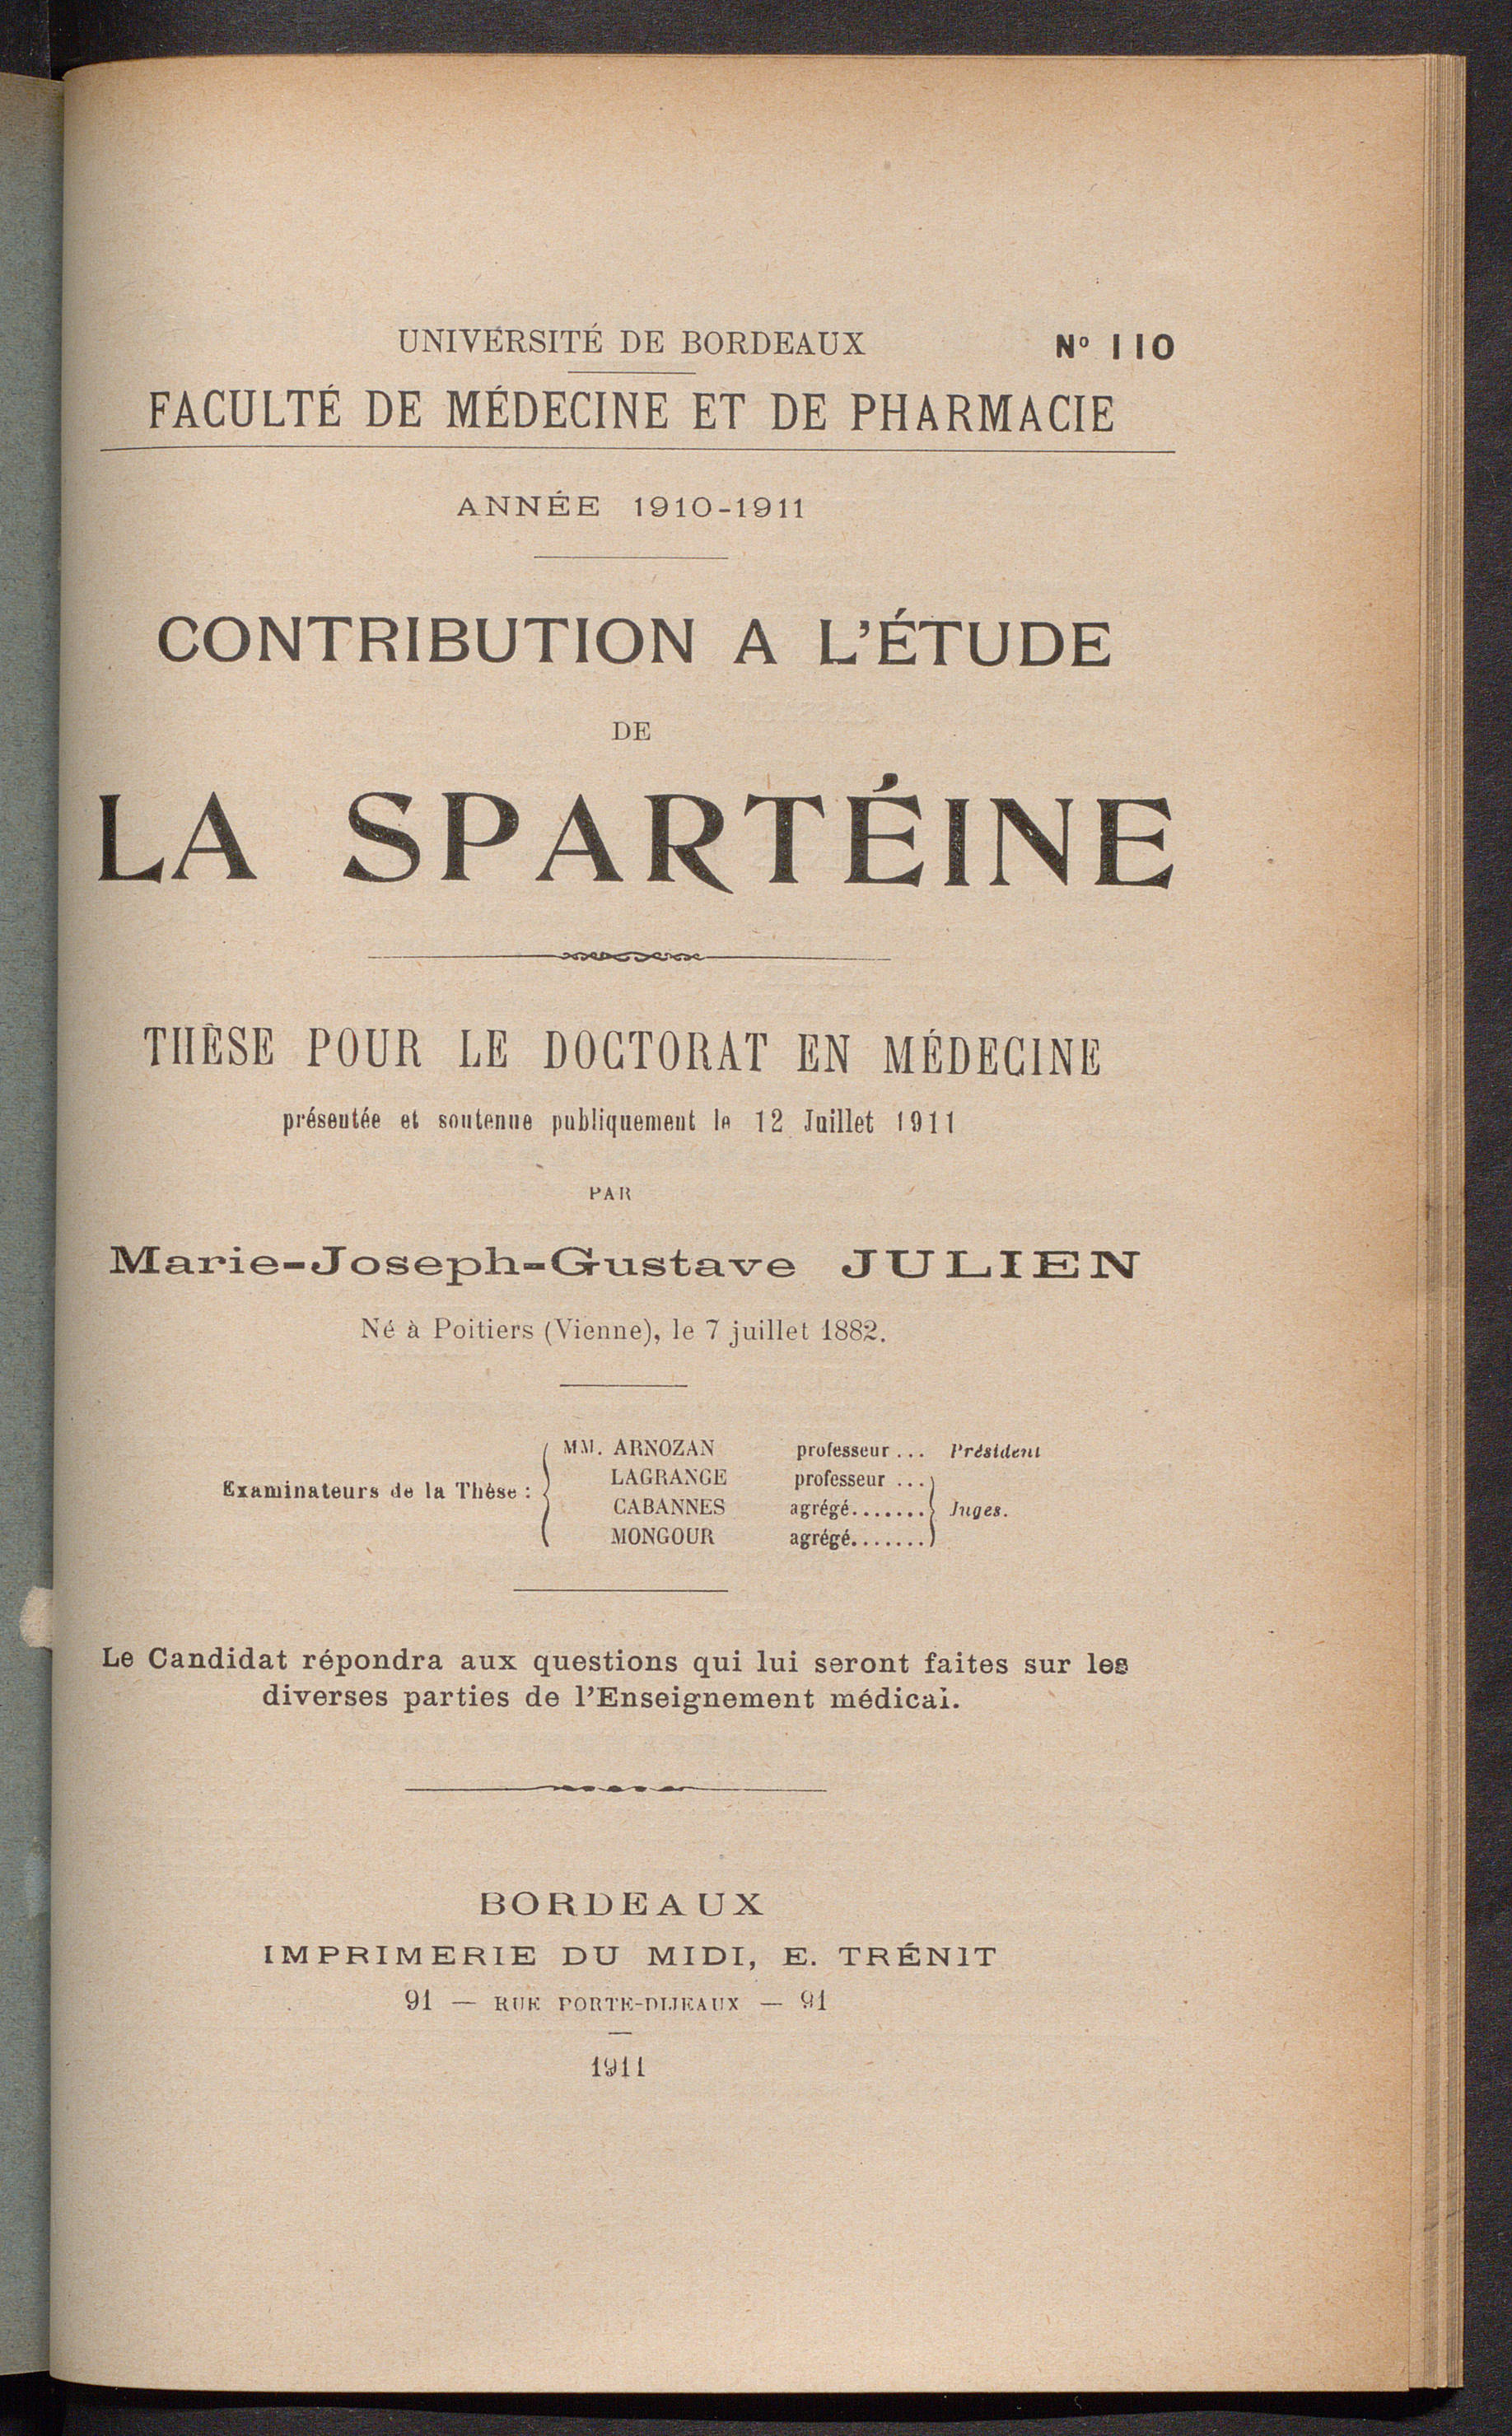 UNIVERSITÉ DE BORDEAUX
Nº 110
FACULTÉ DE MÉDECINE ET DE PHARMACIE
ANNÉE 1910-1911
CONTRIBUTION A L'ÉTUDE
DE
LA SPARTÉINE
THÈSE POUR LE DOCTORAT EN MÉDECINE
présentée et soutenue publiquement le 12 Juillet 1911
PAR
Marie-Joseph-Gustave JULIEN
Né à Poitiers (Vienne), le 7 juillet 1882.
Examinateurs de la Thèse :
MM. ARNOZAN professeur... Président
LAGRANGE professeur ...
CABANNES agrégé....... Juges.
MONGOUR agrégé.......
Le Candidat répondra aux questions qui lui seront faites sur les
diverses parties de l'Enseignement médical.
BORDEAUX
IMPRIMERIE DU MIDI, E. TRÉNIT
91 — RUE PORTE-DIJEAUX — 91
1911